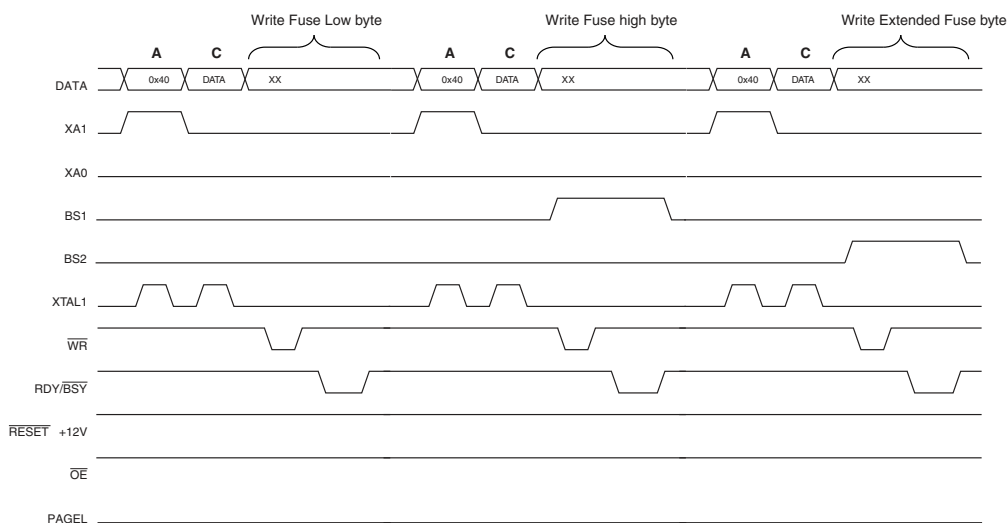 Write Fuse Low byte Write Fuse high byte Write Extended Fuse byte
A C A C A C
DATA 0x40 DATA XX 0x40 DATA XX 0x40 DATA XX
XA1
XA0
BS1
BS2
XTAL1
WR
RDY/BSY
RESET +12V
OE
PAGEL